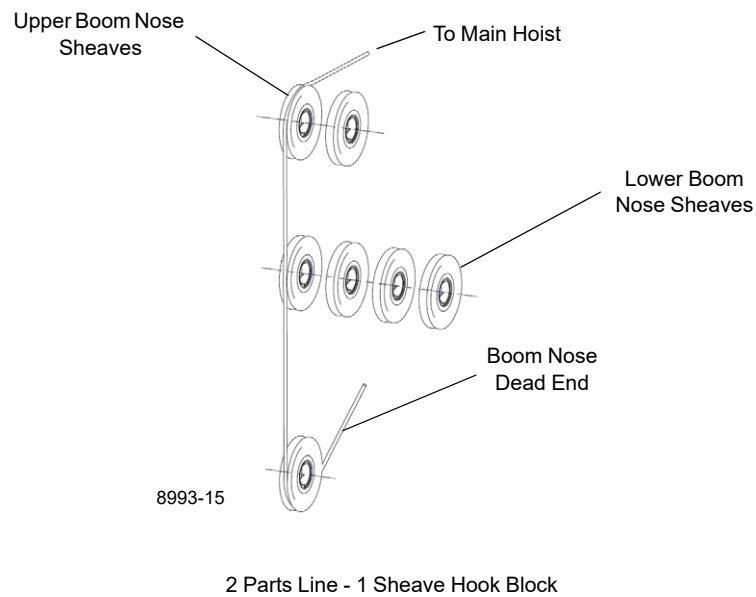 Upper Boom Nose
Sheaves
To Main Hoist
Lower Boom
Nose Sheaves
Boom Nose
Dead End
8993-15
2 Parts Line - 1 Sheave Hook Block